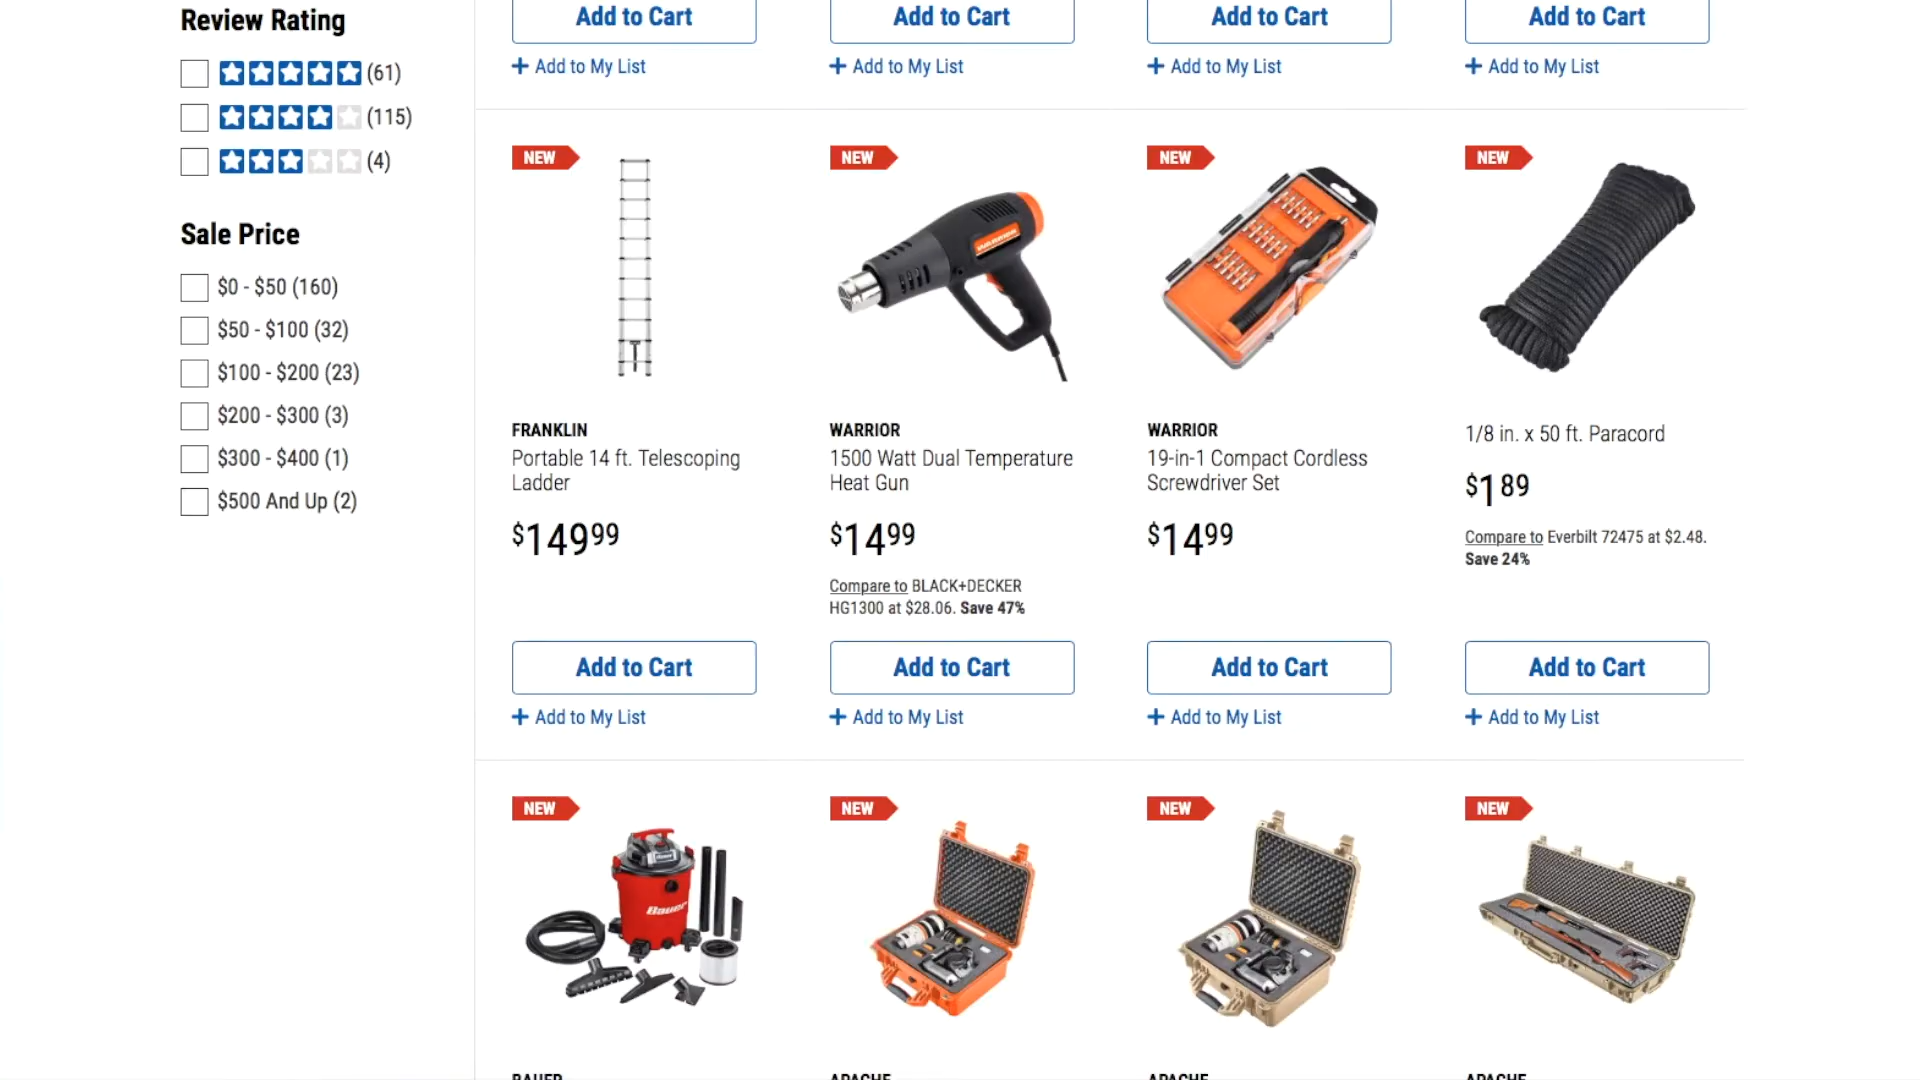 Review Rating
(61)
(115)
(4)
Sale Price
$0 - $50 (160)
$50 - $100 (32)
$100 - $200 (23)
$200 - $300 (3)
$300 - $400 (1)
$500 And Up (2)
Add to Cart
Add to Cart
Add to Cart
Add to Cart
+ Add to My List
+ Add to My List
+ Add to My List
+ Add to My List
NEW
FRANKLIN
Portable 14 ft. Telescoping
Ladder
$149 99
Add to Cart
+ Add to My List
NEW
WARRIOR
1500 Watt Dual Temperature
Heat Gun
$14 99
Compare to BLACK+DECKER
HG1300 at $28.06. Save 47%
Add to Cart
+ Add to My List
NEW
WARRIOR
19-in-1 Compact Cordless
Screwdriver Set
$14 99
Add to Cart
+ Add to My List
NEW
1/8 in. x 50 ft. Paracord
$1 89
Compare to Everbilt 72475 at $2.48.
Save 24%
Add to Cart
+ Add to My List
NEW
Bauer
BAUER
NEW
APACHE
NEW
APACHE
NEW
APACHE